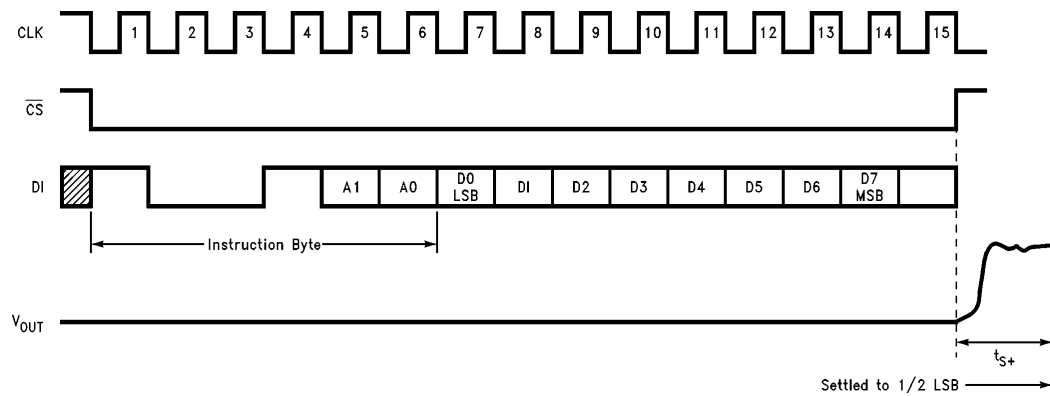 CLK 1 2 3 4 5 6 7 8 9 10 11 12 13 14 15
CS
DI A1 A0 D0 LSB DI D2 D3 D4 D5 D6 D7 MSB
Instruction Byte
VOUT
tS+
Settled to 1/2 LSB